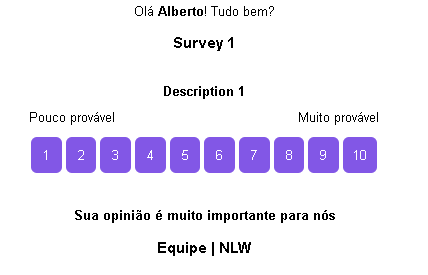 Olá Alberto! Tudo bem?
Survey 1
Description 1
Pouco provável Muito provável
1 2 3 4 5 6 7 8 9 10
Sua opinião é muito importante para nós
Equipe | NLW